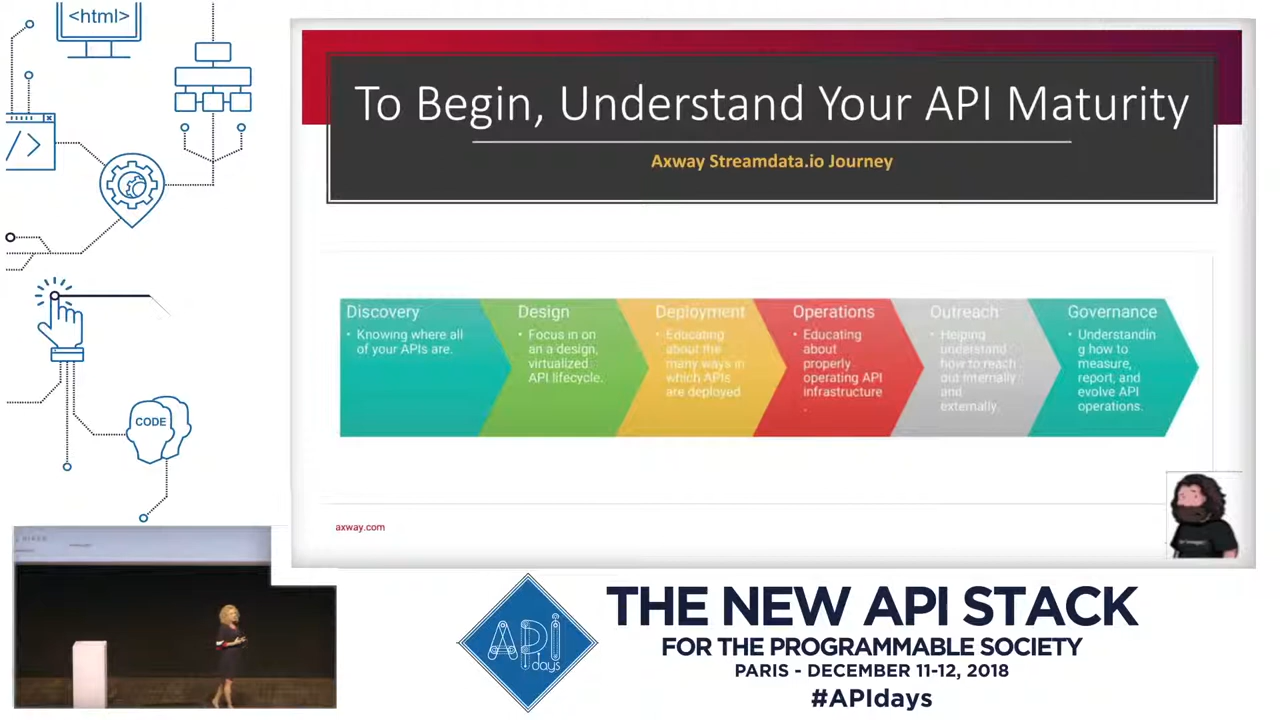 <html>
</>
CODE
To Begin, Understand Your API Maturity
Axway Streamdata.io Journey
Discovery
• Knowing where all
of your APIs are.
Design
• Focus in on
an a design,
virtualized
API lifecycle.
Deployment
• Educating
about the
many ways in
which APIs
are deployed
Operations
• Educating
about
properly
operating API
infrastructure
.
Outreach
• Helping
understand
how to reach
out internally
and
externally.
Governance
• Understandin
g how to
measure,
report, and
evolve API
operations.
axway.com
APi
days
THE NEW API STACK
FOR THE PROGRAMMABLE SOCIETY
PARIS - DECEMBER 11-12, 2018
#APIdays